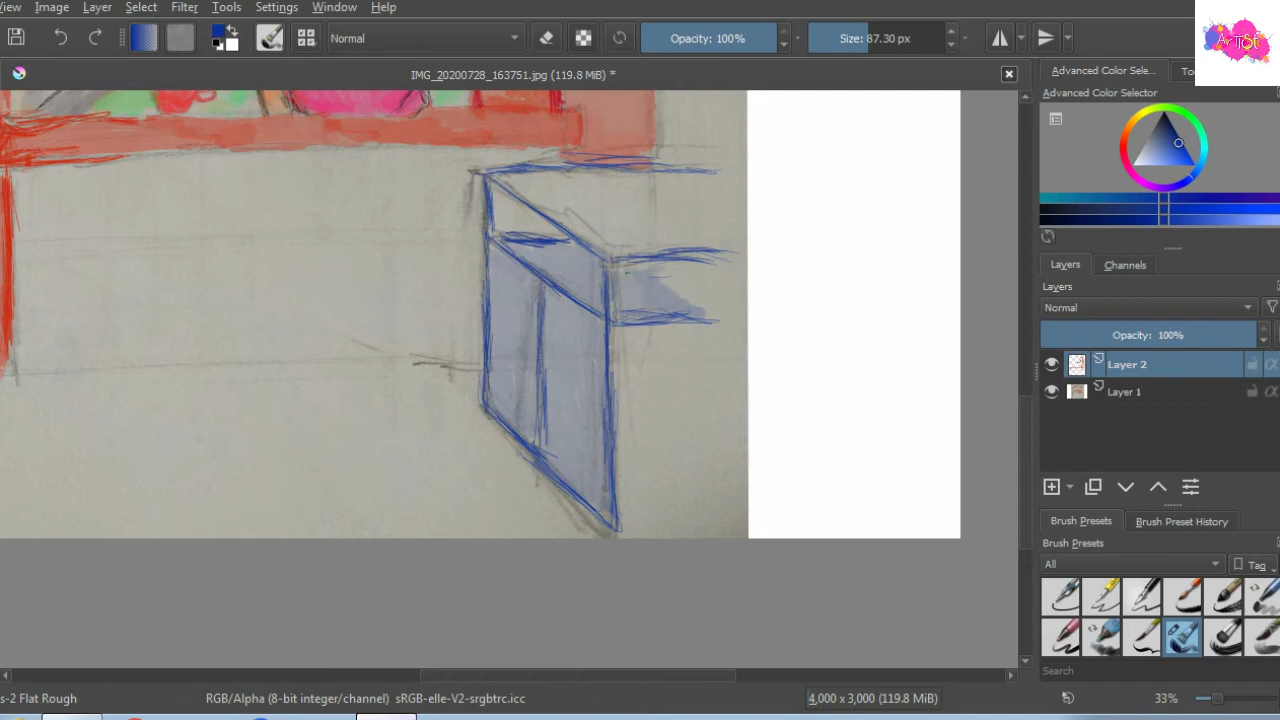 View Image Layer Select Filter Tools Settings Window Help
Normal Opacity: 100% Size: 87.30 px
ArTiSt
IMG_20200728_163751.jpg (119.8 MiB) *
Advanced Color Sele...
Advanced Color Selector
Layers Channels
Layers
Normal
Opacity: 100%
Layer 2
Layer 1
Brush Presets Brush Preset History
Brush Presets
All Tag
Search
s-2 Flat Rough RGB/Alpha (8-bit integer/channel) sRGB-elle-V2-srgbtrc.icc 4,000 x 3,000 (119.8 MiB) 33%